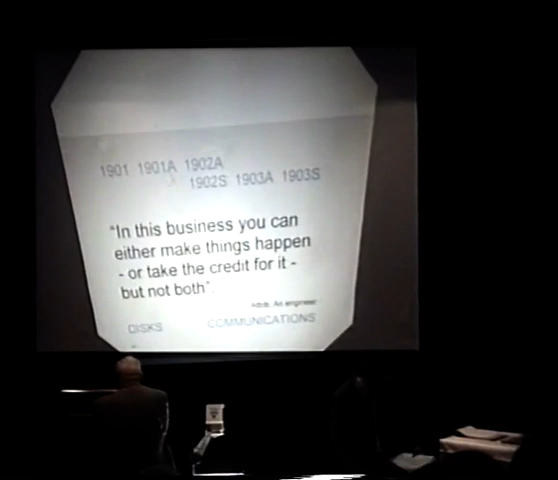 1901 1901A 1902A
1902S 1903A 1903S
"In this business you can
either make things happen
- or take the credit for it -
but not both".
Attrib. An engineer
DISKS COMMUNICATIONS